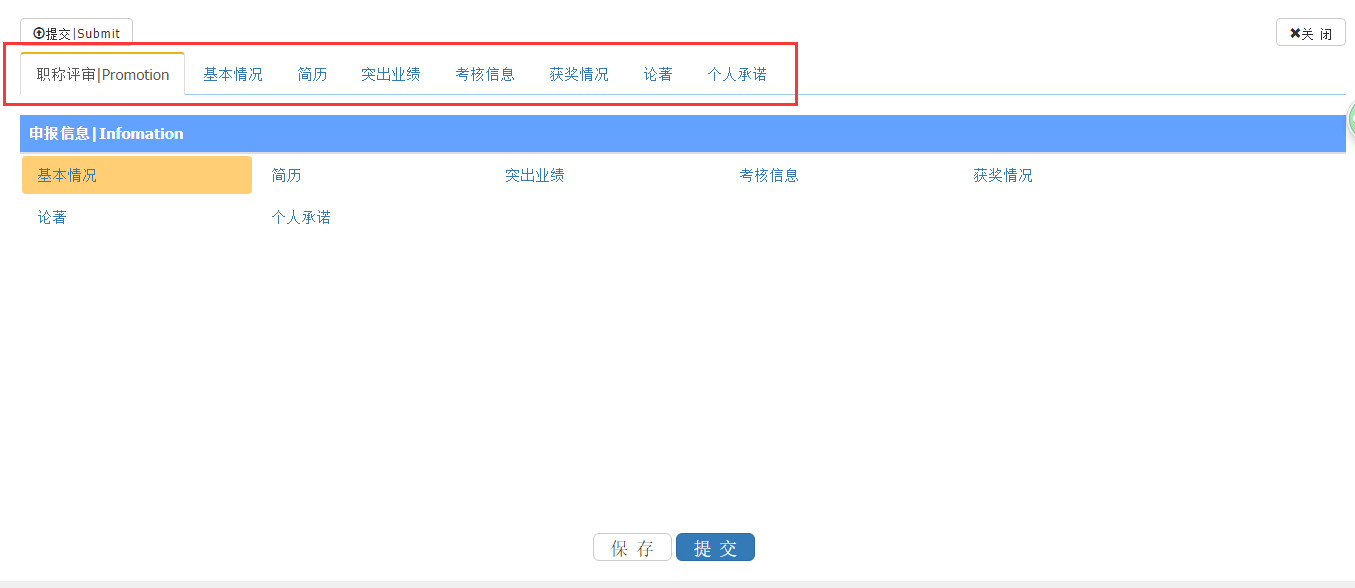 提交|Submit
关 闭
职称评审|Promotion 基本情况 简历 突出业绩 考核信息 获奖情况 论著 个人承诺
申报信息|Infomation
基本情况 简历 突出业绩 考核信息 获奖情况
论著 个人承诺
保 存 提 交